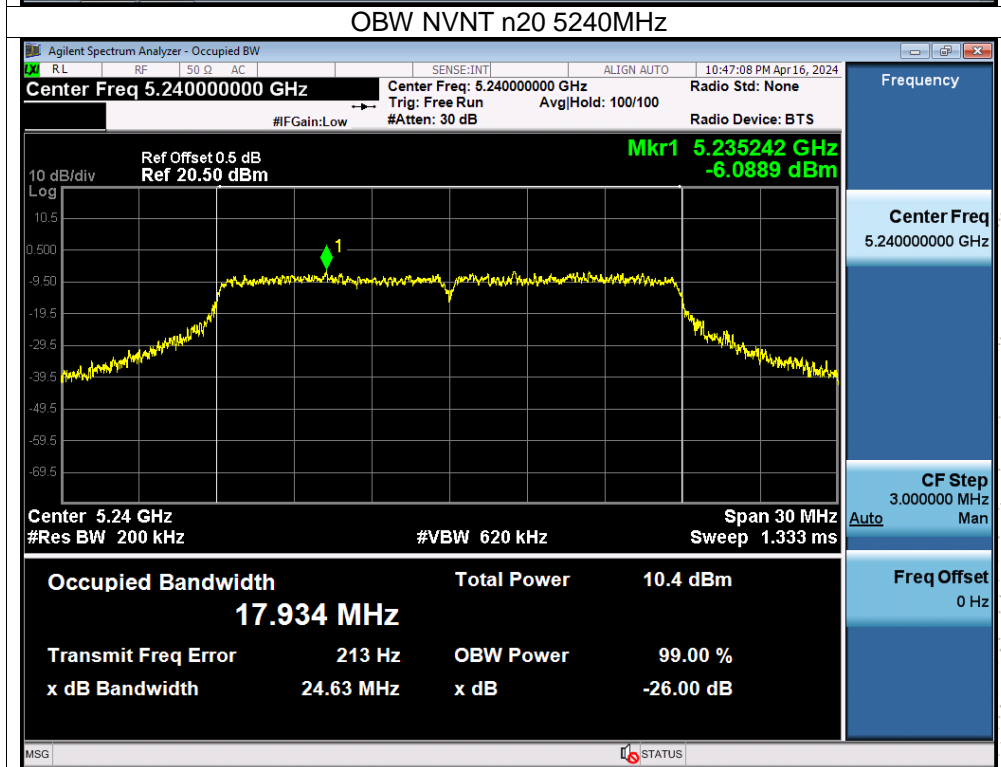 OBW NVNT n20 5240MHz
Agilent Spectrum Analyzer - Occupied BW
LXI RL RF 50 Ω AC SENSE:INT ALIGN AUTO 10:47:08 PM Apr 16, 2024
Center Freq 5.240000000 GHz
Center Freq: 5.240000000 GHz Radio Std: None
Trig: Free Run Avg|Hold: 100/100
#IFGain:Low #Atten: 30 dB Radio Device: BTS
Mkr1 5.235242 GHz
-6.0889 dBm
Ref Offset 0.5 dB
10 dB/div Ref 20.50 dBm
Log
10.5
0.500
-9.50
-19.5
-29.5
-39.5
-49.5
-59.5
-69.5
1
Center 5.24 GHz Span 30 MHz
#Res BW 200 kHz #VBW 620 kHz Sweep 1.333 ms
Occupied Bandwidth Total Power 10.4 dBm
17.934 MHz
Transmit Freq Error 213 Hz OBW Power 99.00 %
x dB Bandwidth 24.63 MHz x dB -26.00 dB
Frequency
Center Freq
5.240000000 GHz
CF Step
3.000000 MHz
Auto Man
Freq Offset
0 Hz
MSG STATUS